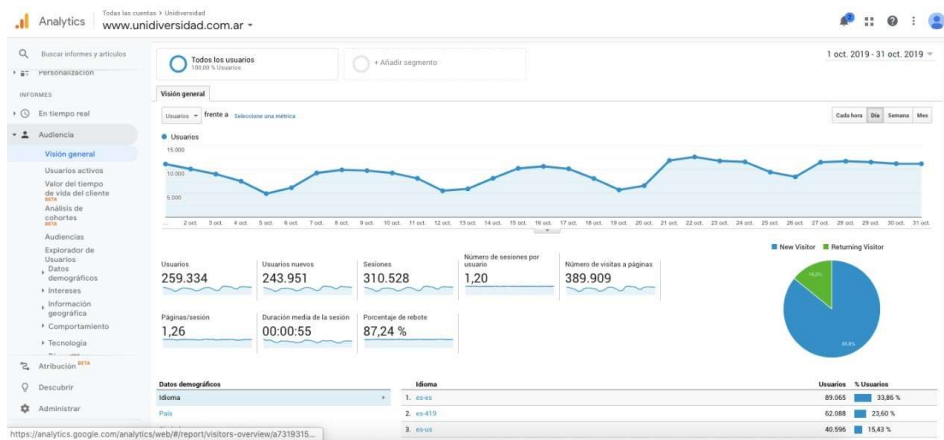 Todas las cuentas > Unidiversidad
Analytics
www.unidiversidad.com.ar
Buscar informes y artículos
1 oct. 2019 - 31 oct. 2019
Todos los usuarios
100,00 % Usuarios
+ Añadir segmento
Personalización
INFORMES
En tiempo real
Audiencia
Visión general
Usuarios activos
Valor del tiempo
de vida del cliente
BETA
Análisis de
cohortes
BETA
Audiencias
Explorador de
Usuarios
Datos
demográficos
Intereses
Información
geográfica
Comportamiento
Tecnología
Atribución BETA
Descubrir
Administrar
Visión general
Usuarios frente a Seleccione una métrica
Cada hora Día Semana Mes
Usuarios
15.000
10.000
5.000
... 2 oct. 3 oct. 4 oct. 5 oct. 6 oct. 7 oct. 8 oct. 9 oct. 10 oct. 11 oct. 12 oct. 13 oct. 14 oct. 15 oct. 16 oct. 17 oct. 18 oct. 19 oct. 20 oct. 21 oct. 22 oct. 23 oct. 24 oct. 25 oct. 26 oct. 27 oct. 28 oct. 29 oct. 30 oct. 31 oct.
New Visitor Returning Visitor
Usuarios
259.334
Usuarios nuevos
243.951
Sesiones
310.528
Número de sesiones por
usuario
1,20
Número de visitas a páginas
389.909
Páginas/sesión
1,26
Duración media de la sesión
00:00:55
Porcentaje de rebote
87,24 %
Datos demográficos
Idioma
País
Idioma Usuarios % Usuarios
1. es-es 89.065 33,86 %
2. es-419 62.088 23,60 %
3. es-us 40.596 15,43 %
https://analytics.google.com/analytics/web/#/report/visitors-overview/a7319315...